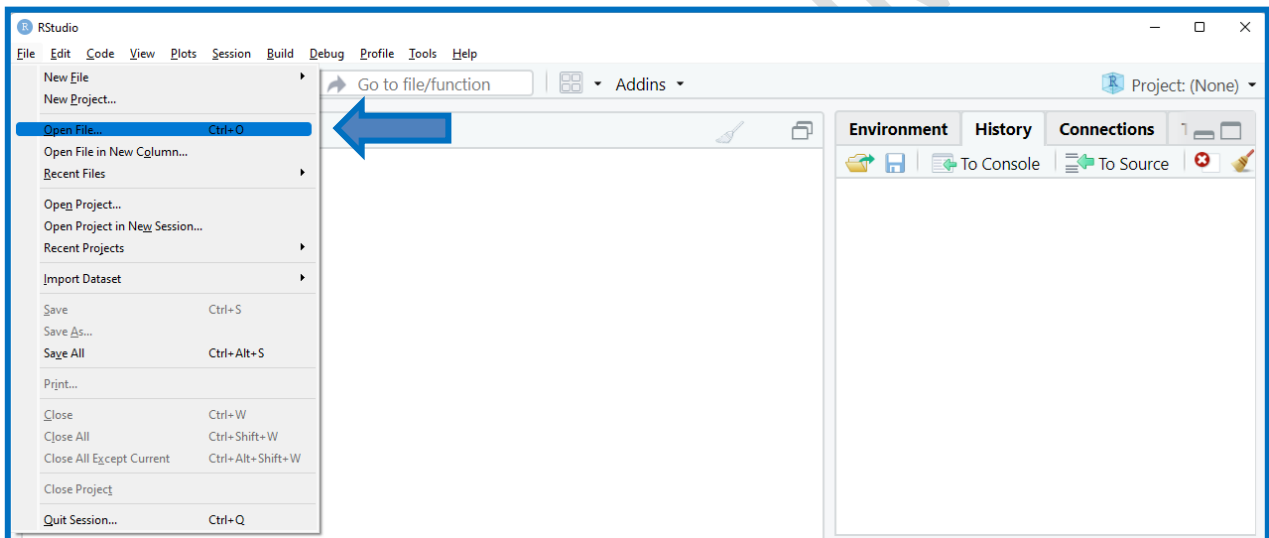 RStudio
File Edit Code View Plots Session Build Debug Profile Tools Help
Go to file/function Addins Project: (None)
New File
New Project...
Open File... Ctrl+O
Open File in New Column...
Recent Files
Open Project...
Open Project in New Session...
Recent Projects
Import Dataset
Save Ctrl+S
Save As...
Save All Ctrl+Alt+S
Print...
Close Ctrl+W
Close All Ctrl+Shift+W
Close All Except Current Ctrl+Alt+Shift+W
Close Project
Quit Session... Ctrl+Q
Environment History Connections
To Console To Source